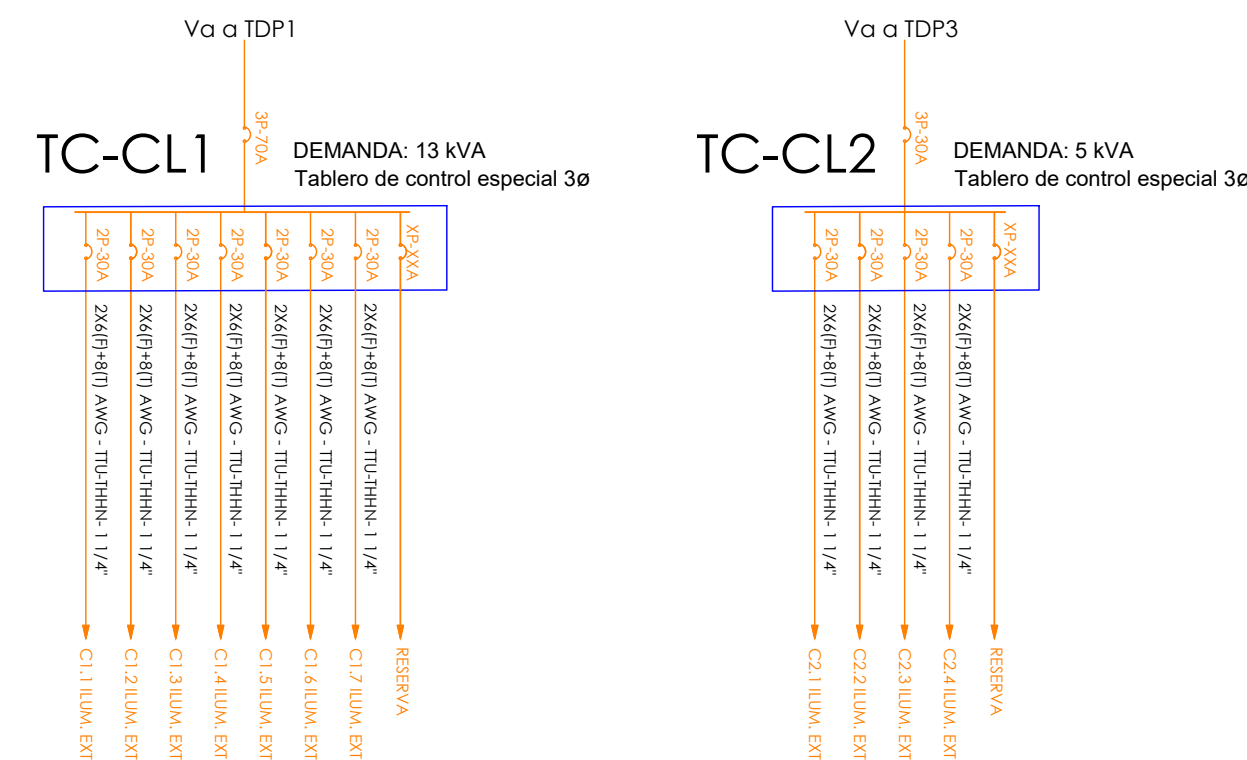 Va a TDP1
3P-70A
TC-CL1
DEMANDA: 13 kVA
Tablero de control especial 3ø
2P-30A
2P-30A
2P-30A
2P-30A
2P-30A
2P-30A
2P-30A
XP-XXA
2X6(F)+8(T) AWG - TTU-THHN- 1 1/4"
2X6(F)+8(T) AWG - TTU-THHN- 1 1/4"
2X6(F)+8(T) AWG - TTU-THHN- 1 1/4"
2X6(F)+8(T) AWG - TTU-THHN- 1 1/4"
2X6(F)+8(T) AWG - TTU-THHN- 1 1/4"
2X6(F)+8(T) AWG - TTU-THHN- 1 1/4"
2X6(F)+8(T) AWG - TTU-THHN- 1 1/4"
C1.1 ILUM. EXT
C1.2 ILUM. EXT
C1.3 ILUM. EXT
C1.4 ILUM. EXT
C1.5 ILUM. EXT
C1.6 ILUM. EXT
C1.7 ILUM. EXT
RESERVA
Va a TDP3
3P-30A
TC-CL2
DEMANDA: 5 kVA
Tablero de control especial 3ø
2P-30A
2P-30A
2P-30A
2P-30A
XP-XXA
2X6(F)+8(T) AWG - TTU-THHN- 1 1/4"
2X6(F)+8(T) AWG - TTU-THHN- 1 1/4"
2X6(F)+8(T) AWG - TTU-THHN- 1 1/4"
2X6(F)+8(T) AWG - TTU-THHN- 1 1/4"
C2.1 ILUM. EXT
C2.2 ILUM. EXT
C2.3 ILUM. EXT
C2.4 ILUM. EXT
RESERVA